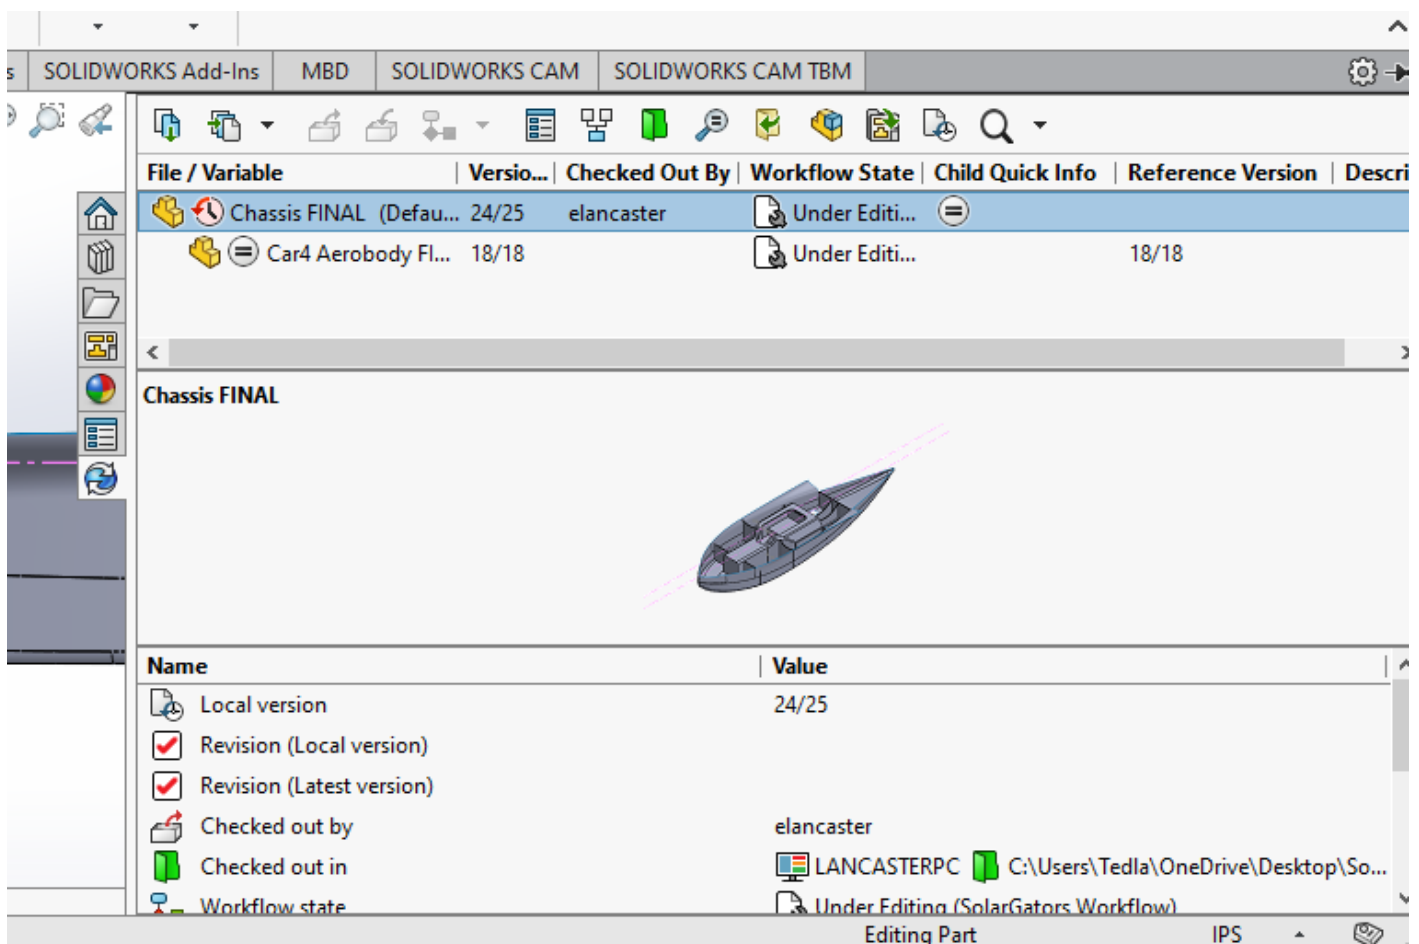 s SOLIDWORKS Add-Ins MBD SOLIDWORKS CAM SOLIDWORKS CAM TBM
File / Variable Versio... Checked Out By Workflow State Child Quick Info Reference Version Descri
Chassis FINAL (Defau... 24/25 elancaster Under Editi...
Car4 Aerobody Fl... 18/18 Under Editi... 18/18
Chassis FINAL
Name Value
Local version 24/25
Revision (Local version)
Revision (Latest version)
Checked out by elancaster
Checked out in LANCASTERPC C:\Users\Tedla\OneDrive\Desktop\So...
Workflow state Under Editing (SolarGators Workflow)
Editing Part IPS